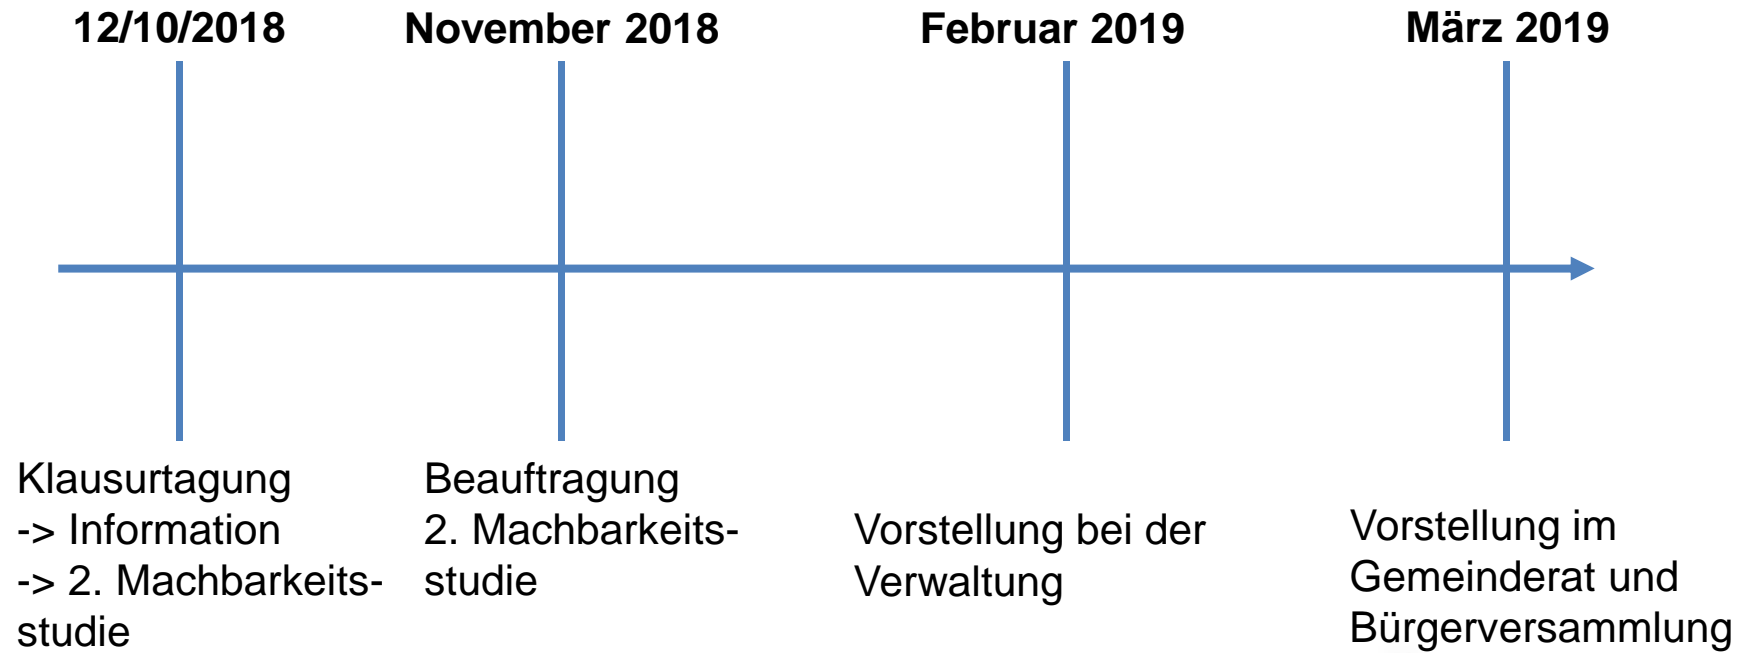 12/10/2018
November 2018
Februar 2019
März 2019
Klausurtagung
-> Information
-> 2. Machbarkeits-
studie
Beauftragung
2. Machbarkeits-
studie
Vorstellung bei der
Verwaltung
Vorstellung im
Gemeinderat und
Bürgerversammlung